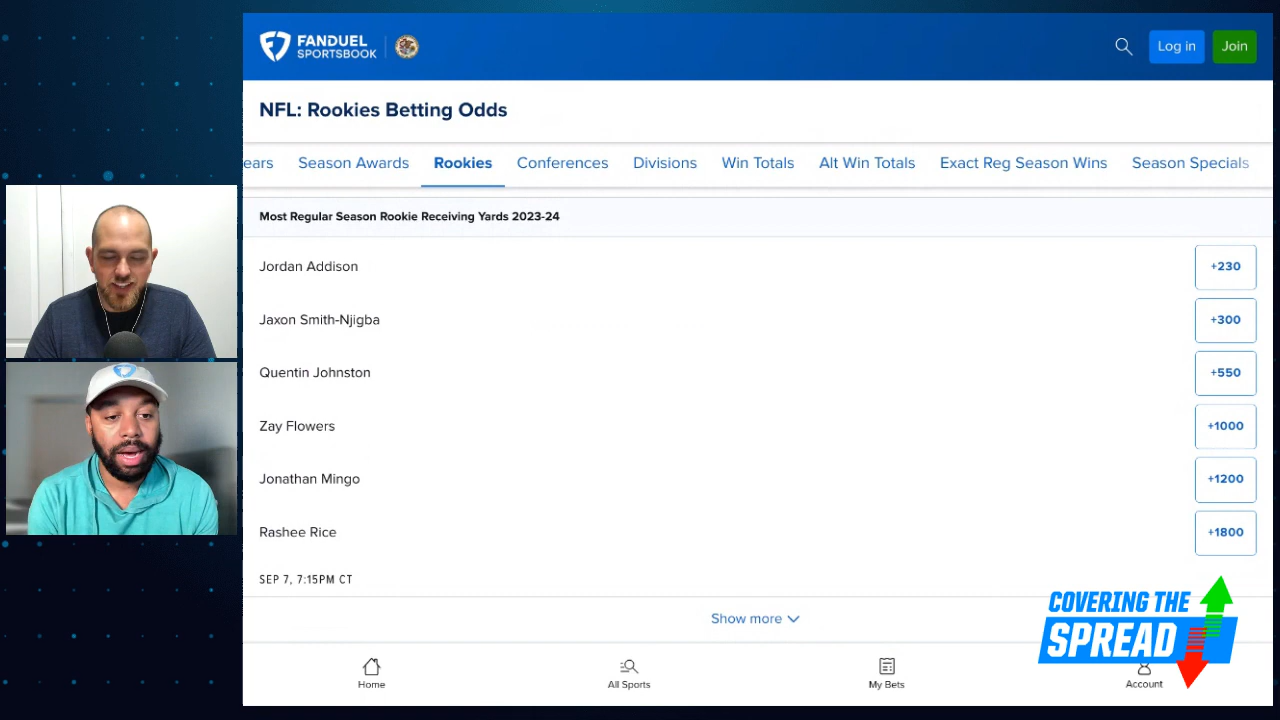 FANDUEL
SPORTSBOOK
Log in
Join
NFL: Rookies Betting Odds
ears
Season Awards
Rookies
Conferences
Divisions
Win Totals
Alt Win Totals
Exact Reg Season Wins
Season Specials
Most Regular Season Rookie Receiving Yards 2023-24
Jordan Addison +230
Jaxon Smith-Njigba +300
Quentin Johnston +550
Zay Flowers +1000
Jonathan Mingo +1200
Rashee Rice +1800
SEP 7, 7:15PM CT
Show more
COVERING THE
SPREAD
Home
All Sports
My Bets
Account